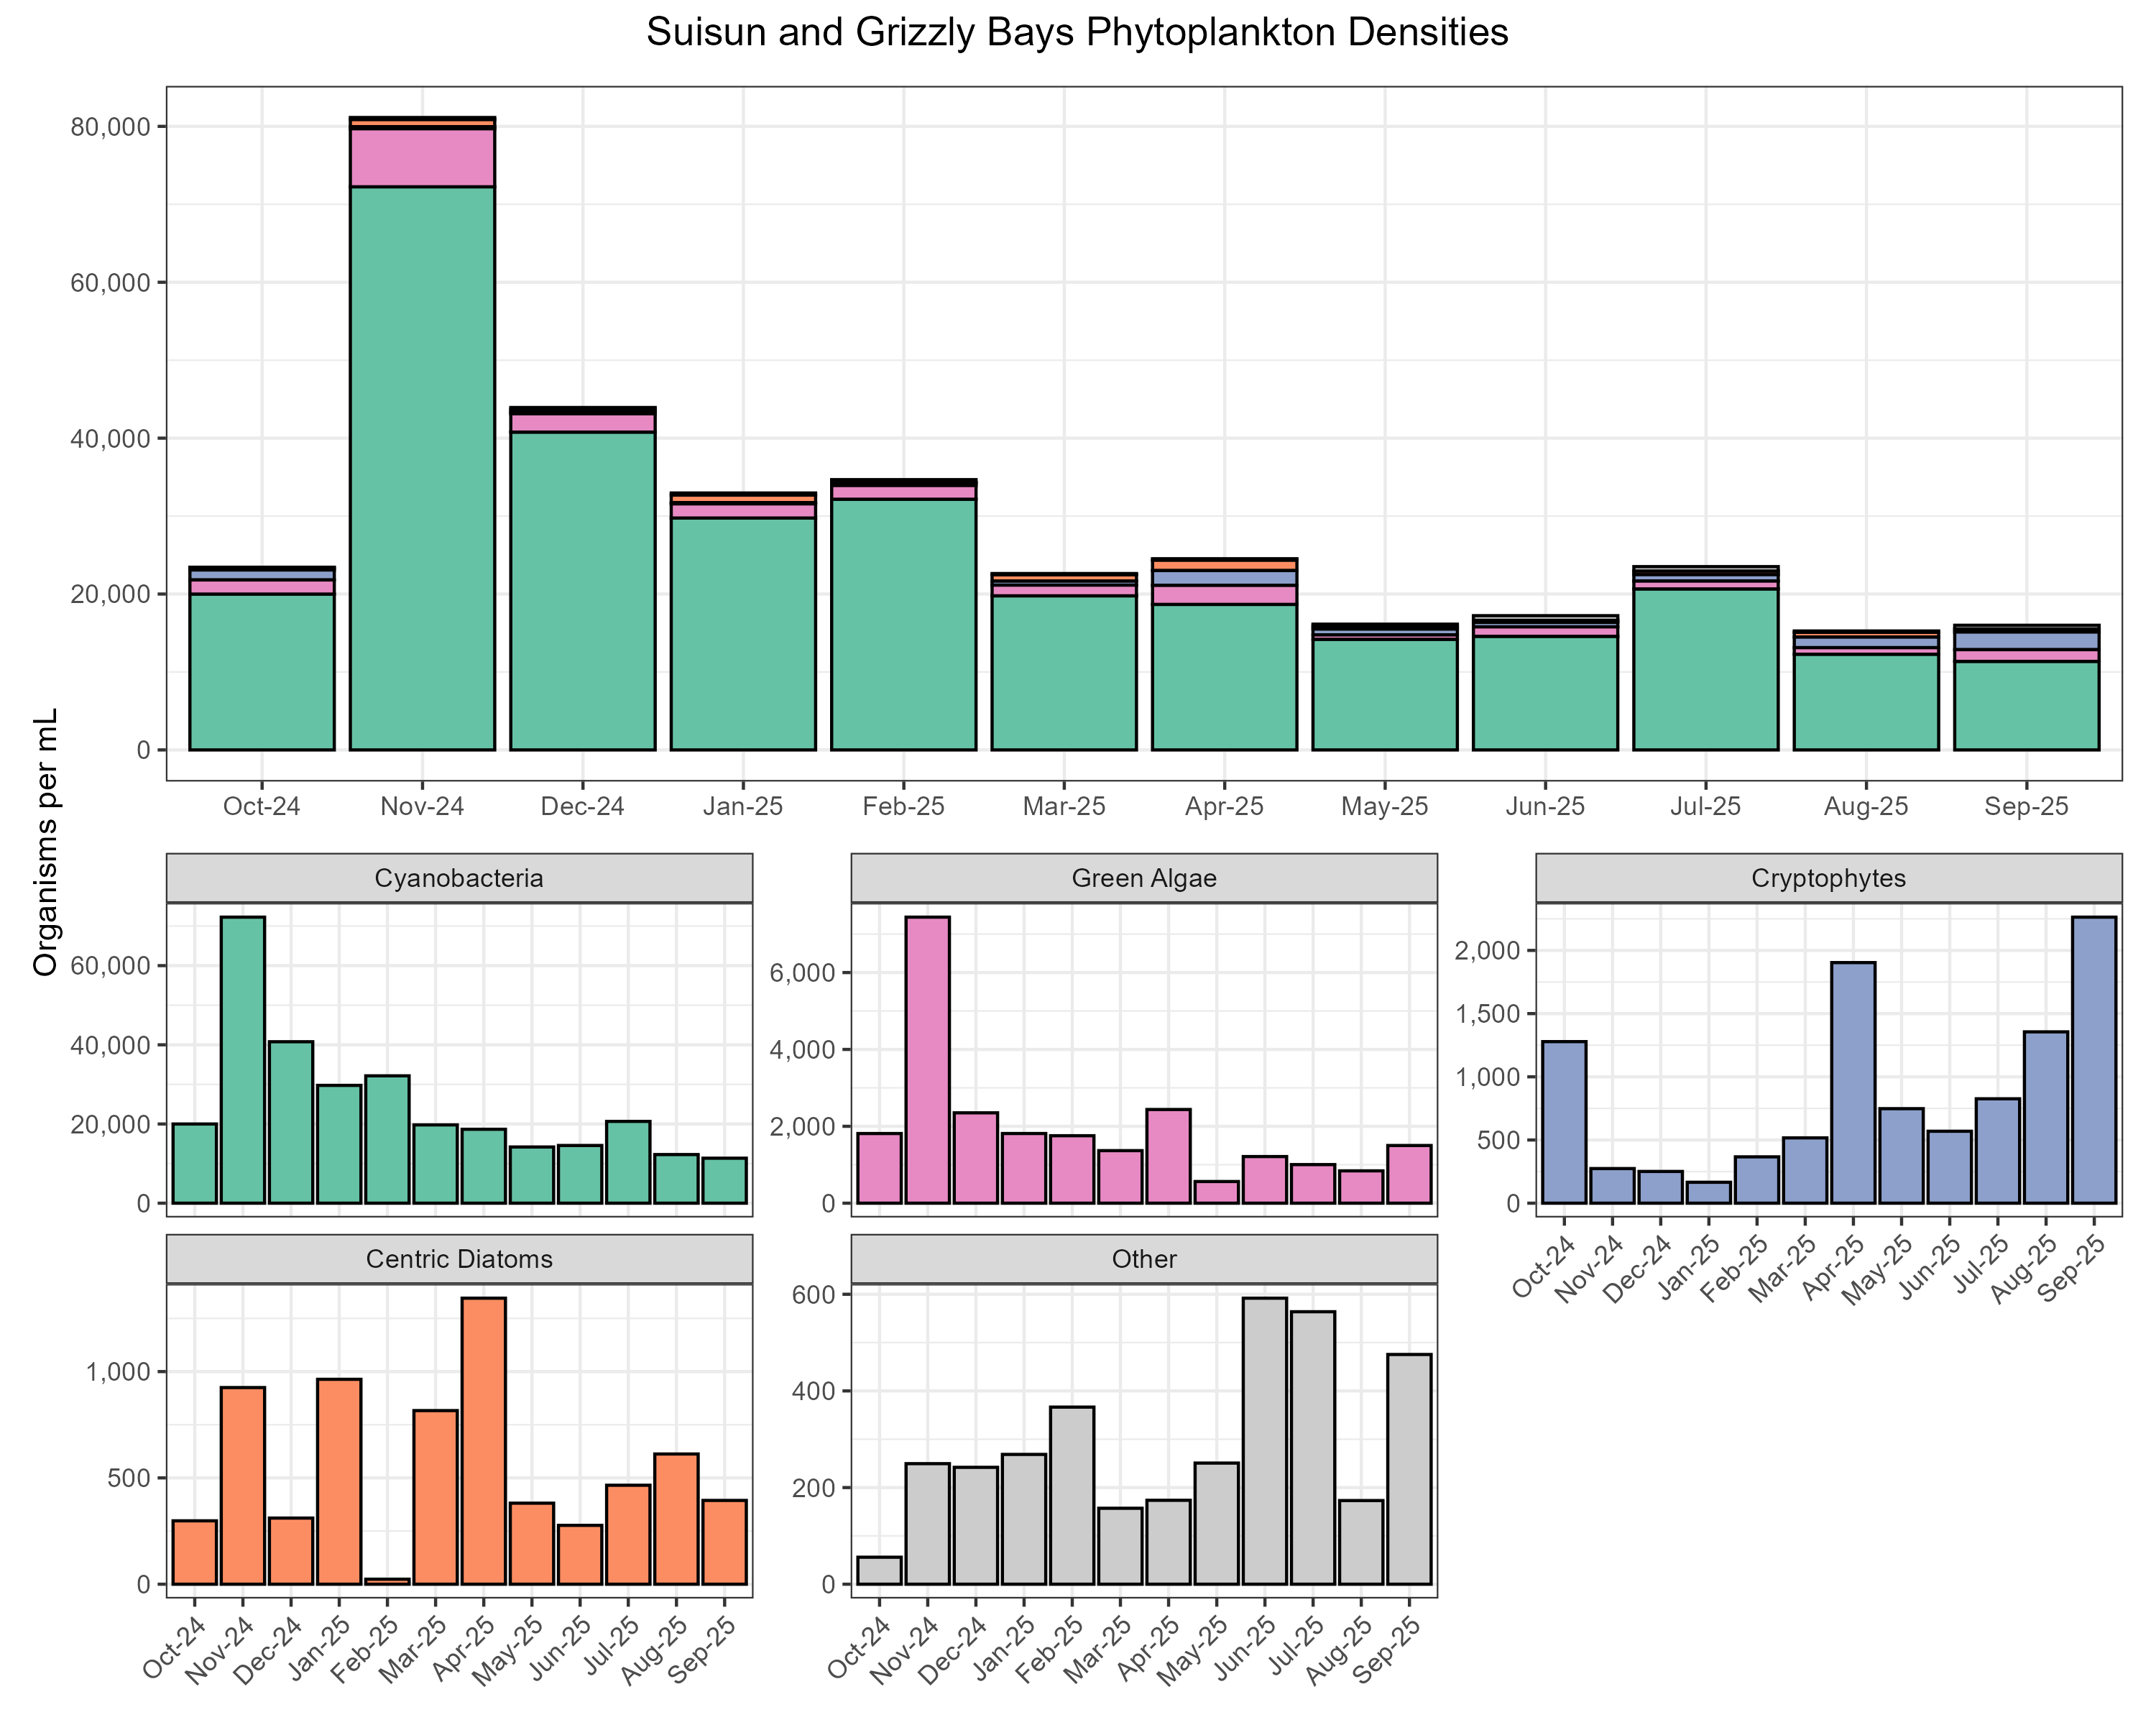 Suisun and Grizzly Bays Phytoplankton Densities
Organisms per mL
80,000
60,000
40,000
20,000
0
Oct-24 Nov-24 Dec-24 Jan-25 Feb-25 Mar-25 Apr-25 May-25 Jun-25 Jul-25 Aug-25 Sep-25
Cyanobacteria
60,000
40,000
20,000
0
Green Algae
6,000
4,000
2,000
0
Cryptophytes
2,000
1,500
1,000
500
0
Oct-24 Nov-24 Dec-24 Jan-25 Feb-25 Mar-25 Apr-25 May-25 Jun-25 Jul-25 Aug-25 Sep-25
Centric Diatoms
1,000
500
0
Oct-24 Nov-24 Dec-24 Jan-25 Feb-25 Mar-25 Apr-25 May-25 Jun-25 Jul-25 Aug-25 Sep-25
Other
600
400
200
0
Oct-24 Nov-24 Dec-24 Jan-25 Feb-25 Mar-25 Apr-25 May-25 Jun-25 Jul-25 Aug-25 Sep-25